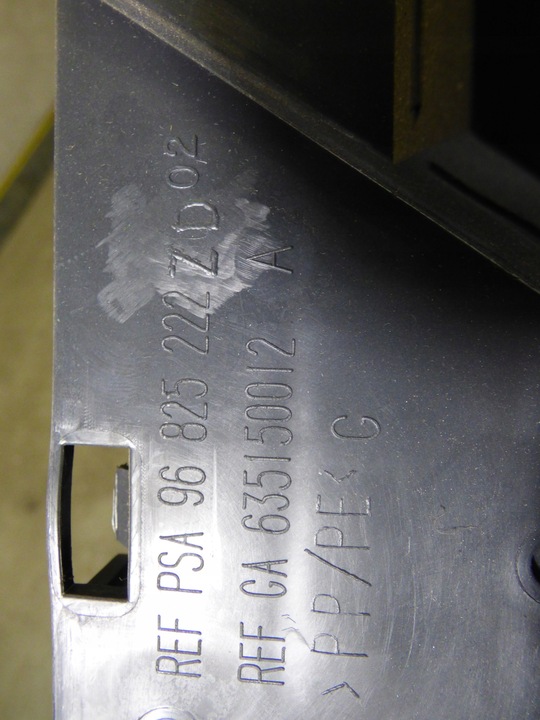 REF PSA 96 825 222 ZD 02
REF CA 635150012 A
>PP/PE< C